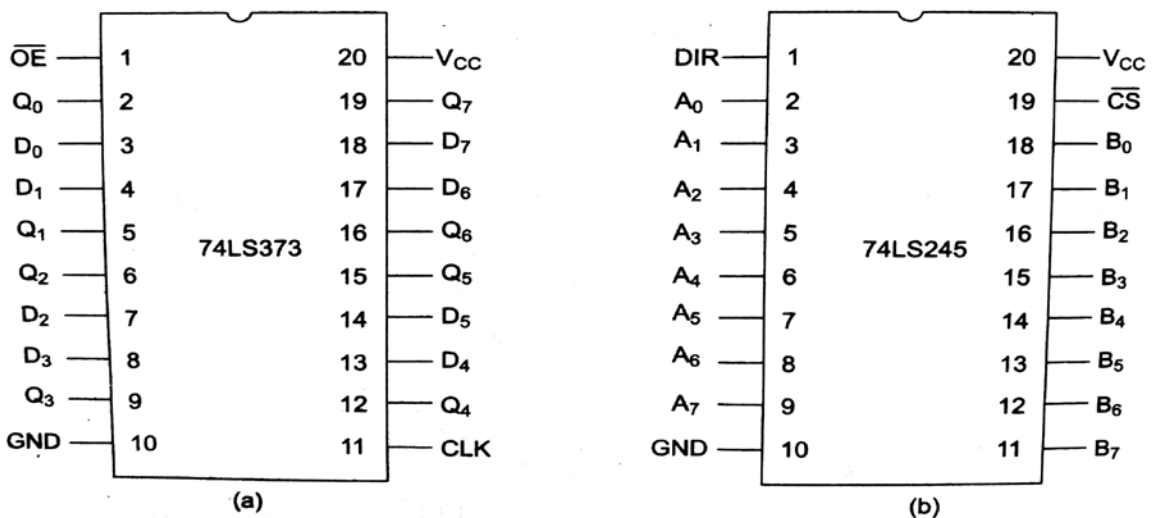 OE 1 20 VCC
Q0 2 19 Q7
D0 3 18 D7
D1 4 17 D6
Q1 5 16 Q6
74LS373
Q2 6 15 Q5
D2 7 14 D5
D3 8 13 D4
Q3 9 12 Q4
GND 10 11 CLK
(a)
DIR 1 20 VCC
A0 2 19 CS
A1 3 18 B0
A2 4 17 B1
A3 5 16 B2
74LS245
A4 6 15 B3
A5 7 14 B4
A6 8 13 B5
A7 9 12 B6
GND 10 11 B7
(b)